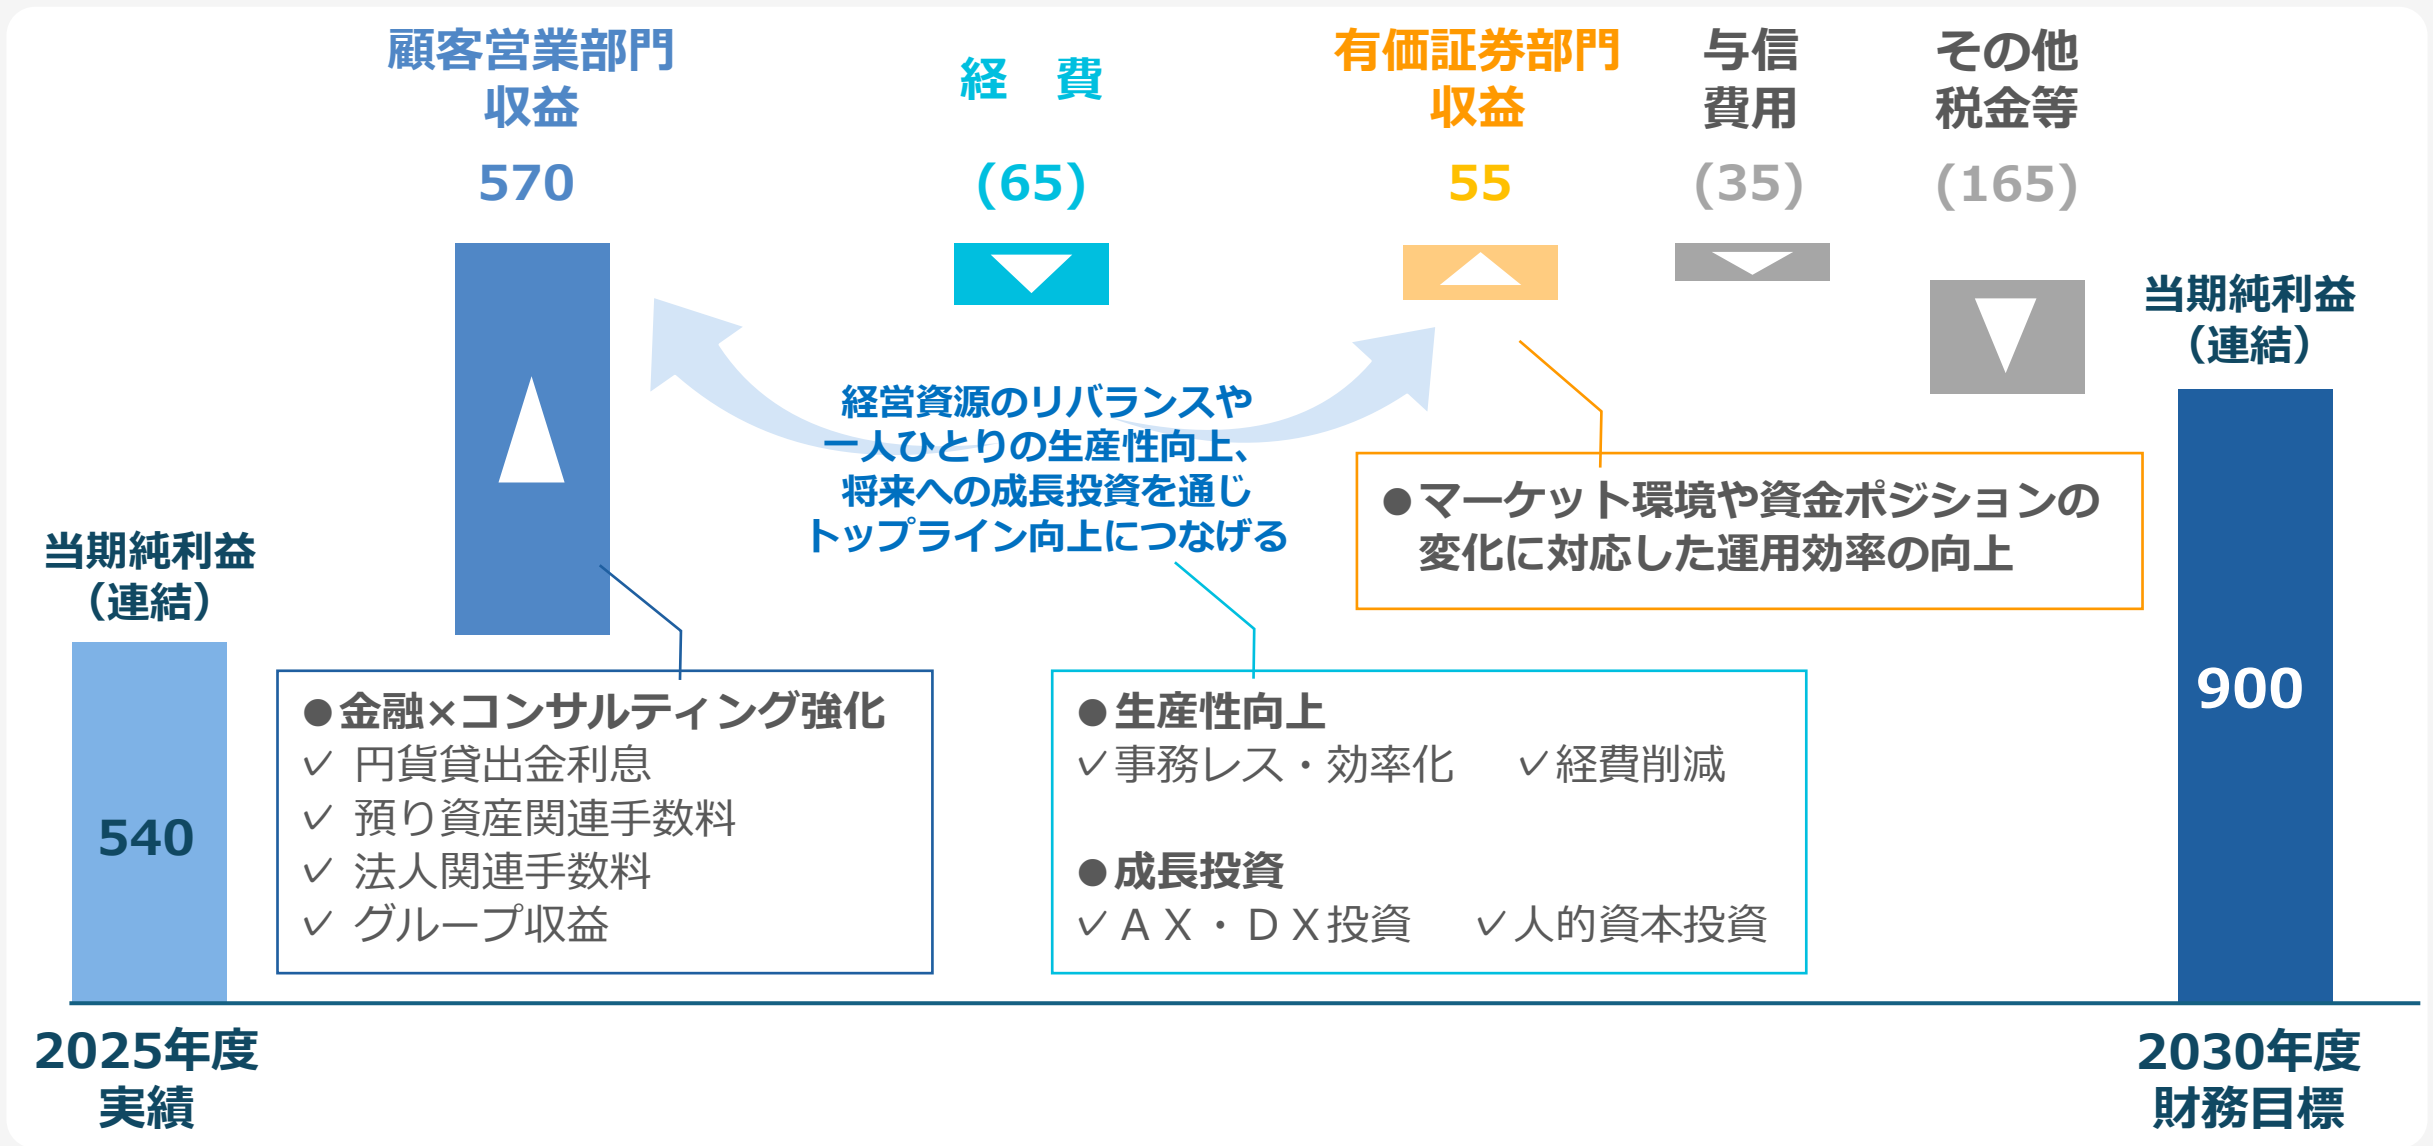 顧客営業部門
収益
570
経　費
(65)
有価証券部門
収益
55
与信
費用
(35)
その他
税金等
(165)
当期純利益
（連結）
540
2025年度
実績
経営資源のリバランスや
一人ひとりの生産性向上、
将来への成長投資を通じ
トップライン向上につなげる
●マーケット環境や資金ポジションの
変化に対応した運用効率の向上
●金融×コンサルティング強化
✓ 円貨貸出金利息
✓ 預り資産関連手数料
✓ 法人関連手数料
✓ グループ収益
●生産性向上
✓事務レス・効率化　✓経費削減
●成長投資
✓ＡＸ・ＤＸ投資　✓人的資本投資
当期純利益
（連結）
900
2030年度
財務目標